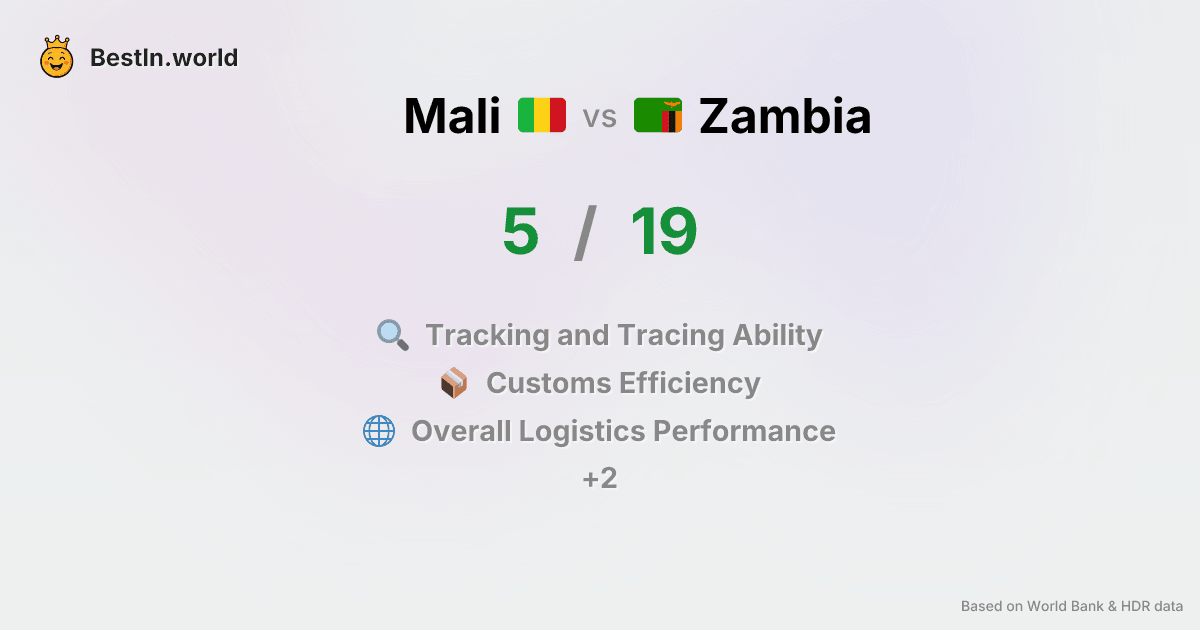 BestIn.world
Mali vs Zambia
5 / 19
Tracking and Tracing Ability
Customs Efficiency
Overall Logistics Performance
+2
Based on World Bank & HDR data